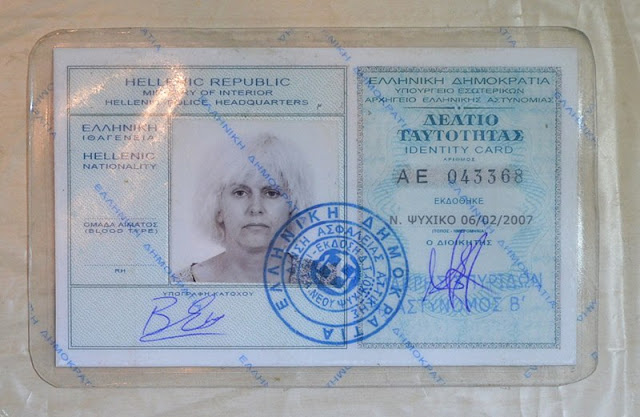 HELLENIC REPUBLIC
MINISTRY OF INTERIOR
HELLENIC POLICE, HEADQUARTERS
ΕΛΛΗΝΙΚΗ
ΙΘΑΓΕΝΕΙΑ
HELLENIC
NATIONALITY
ΟΜΑΔΑ ΑΙΜΑΤΟΣ
(BLOOD TYPE)
RH
ΥΠΟΓΡΑΦΗ ΚΑΤΟΧΟΥ
ΕΛΛΗΝΙΚΗ ΔΗΜΟΚΡΑΤΙΑ
ΥΠΟΥΡΓΕΙΟ ΕΣΩΤΕΡΙΚΩΝ
ΑΡΧΗΓΕΙΟ ΕΛΛΗΝΙΚΗΣ ΑΣΤΥΝΟΜΙΑΣ
ΔΕΛΤΙΟ
ΤΑΥΤΟΤΗΤΑΣ
IDENTITY CARD
ΑΡΙΘΜΟΣ
ΑΕ 043368
ΕΚΔΟΘΗΚΕ
Ν. ΨΥΧΙΚΟ 06/02/2007
Ο ΔΙΟΙΚΗΤΗΣ
ΑΣΤΥΝΟΜΟΣ Β΄
ΕΛΛΗΝΙΚΗ ΔΗΜΟΚΡΑΤΙΑ